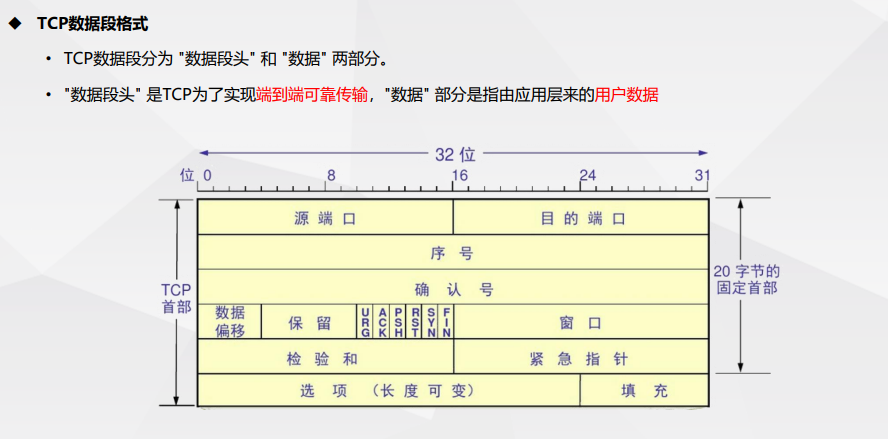 ◆ TCP数据段格式
• TCP数据段分为 "数据段头" 和 "数据" 两部分。
• "数据段头" 是TCP为了实现端到端可靠传输，"数据" 部分是指由应用层来的用户数据
32 位
位 0 8 16 24 31
源 端 口 目 的 端 口
序 号
确 认 号
TCP
首部
20 字节的
固定首部
数据
偏移
保 留
URG ACK PSH RST SYN FIN
窗 口
检 验 和 紧 急 指 针
选 项 （长 度 可 变） 填 充